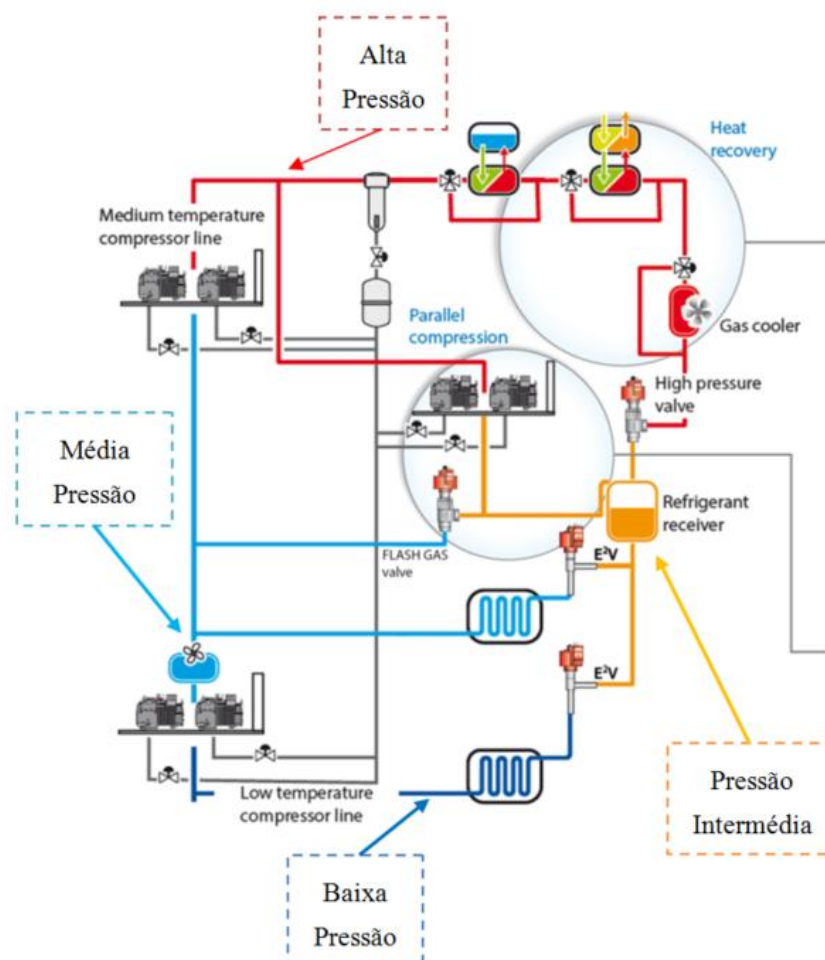 Alta
Pressão
Heat
recovery
Medium temperature
compressor line
Parallel
compression
Gas cooler
High pressure
valve
Média
Pressão
Refrigerant
receiver
FLASH GAS
valve
E²V
E²V
Pressão
Intermédia
Low temperature
compressor line
Baixa
Pressão